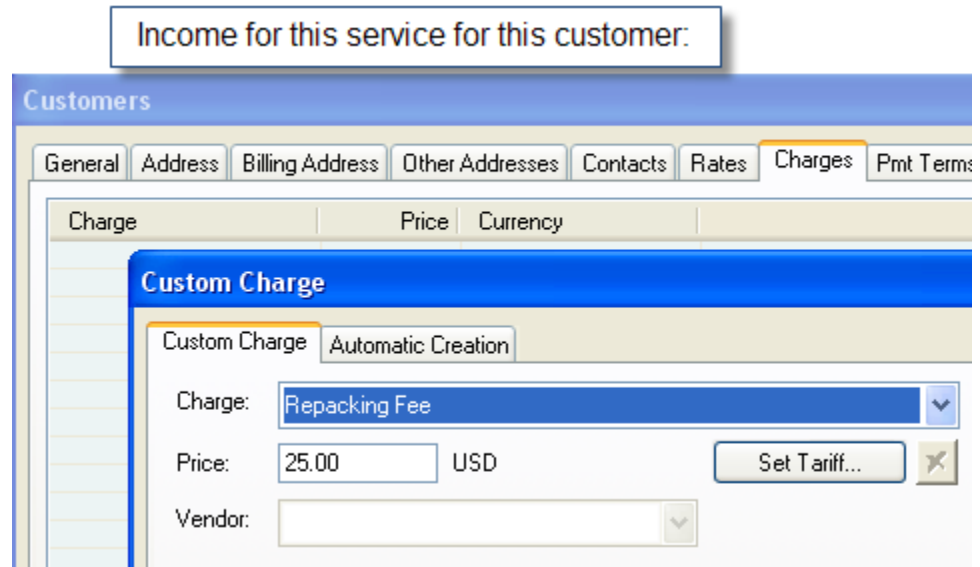 Income for this service for this customer:
Customers
General Address Billing Address Other Addresses Contacts Rates Charges Pmt Terms
Charge Price Currency
Custom Charge
Custom Charge Automatic Creation
Charge: Repacking Fee
Price: 25.00 USD Set Tariff...
Vendor: